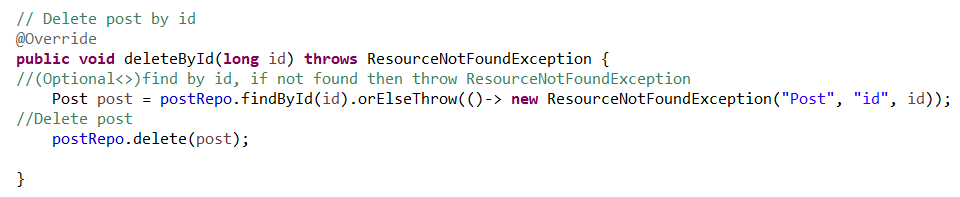 // Delete post by id
@Override
public void deleteById(long id) throws ResourceNotFoundException {
//(Optional<>)find by id, if not found then throw ResourceNotFoundException
    Post post = postRepo.findById(id).orElseThrow(()-> new ResourceNotFoundException("Post", "id", id));
//Delete post
    postRepo.delete(post);
}